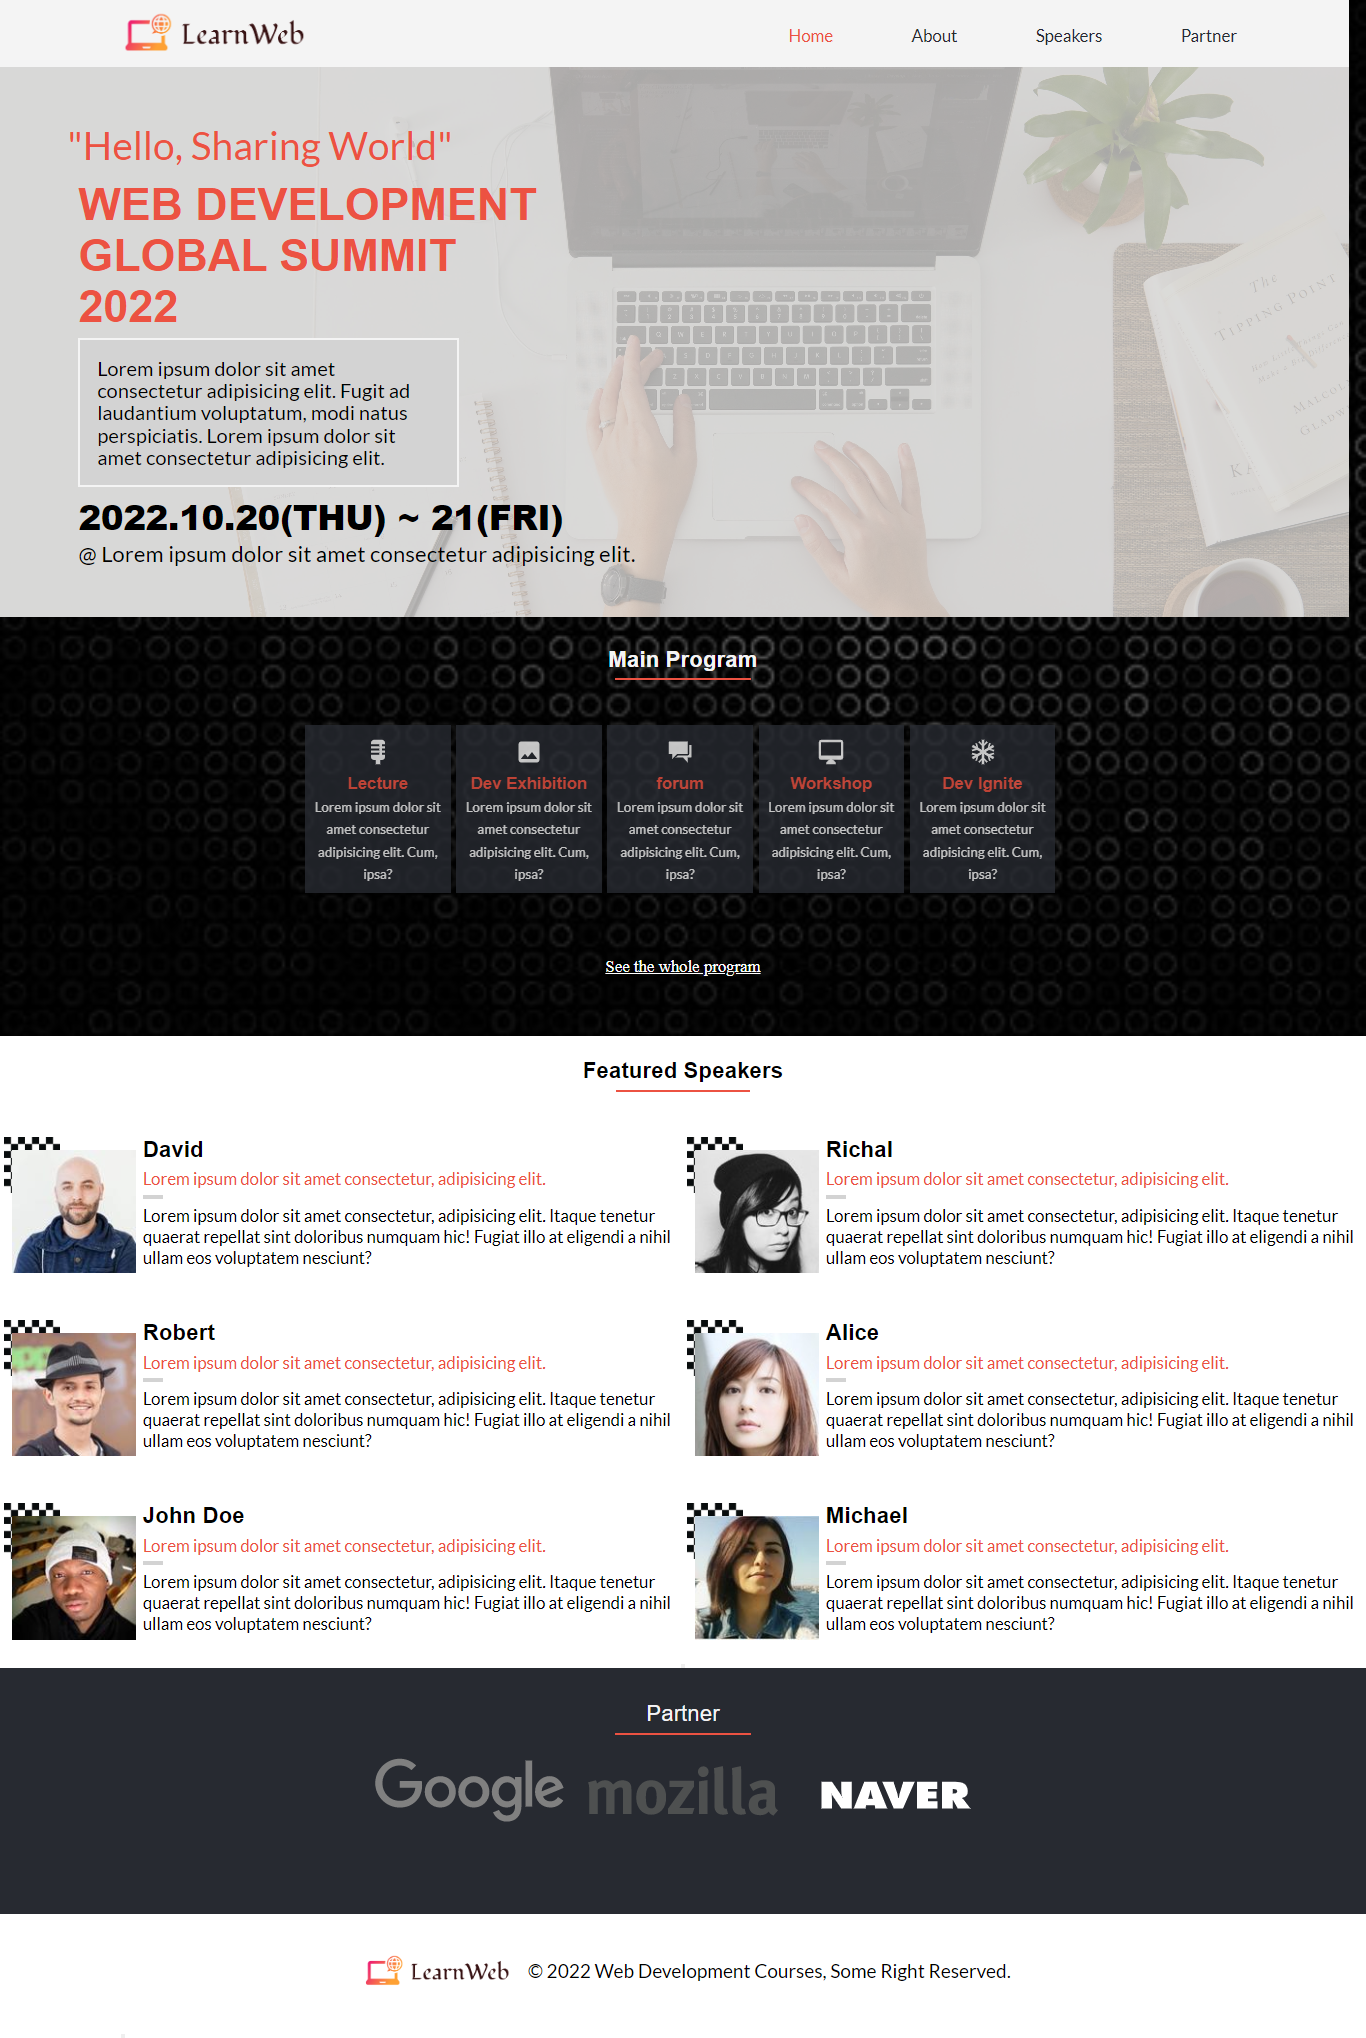 LearnWeb
Home About Speakers Partner
"Hello, Sharing World"
WEB DEVELOPMENT
GLOBAL SUMMIT
2022
Lorem ipsum dolor sit amet
consectetur adipisicing elit. Fugit ad
laudantium voluptatum, modi natus
perspiciatis. Lorem ipsum dolor sit
amet consectetur adipisicing elit.
2022.10.20(THU) ~ 21(FRI)
@ Lorem ipsum dolor sit amet consectetur adipisicing elit.
The
TIPPING POINT
Main Program
Lecture
Lorem ipsum dolor sit
amet consectetur
adipisicing elit. Cum,
ipsa?
Dev Exhibition
Lorem ipsum dolor sit
amet consectetur
adipisicing elit. Cum,
ipsa?
forum
Lorem ipsum dolor sit
amet consectetur
adipisicing elit. Cum,
ipsa?
Workshop
Lorem ipsum dolor sit
amet consectetur
adipisicing elit. Cum,
ipsa?
Dev Ignite
Lorem ipsum dolor sit
amet consectetur
adipisicing elit. Cum,
ipsa?
See the whole program
Featured Speakers
David
Lorem ipsum dolor sit amet consectetur, adipisicing elit.
Lorem ipsum dolor sit amet consectetur, adipisicing elit. Itaque tenetur
quaerat repellat sint doloribus numquam hic! Fugiat illo at eligendi a nihil
ullam eos voluptatem nesciunt?
Richal
Lorem ipsum dolor sit amet consectetur, adipisicing elit.
Lorem ipsum dolor sit amet consectetur, adipisicing elit. Itaque tenetur
quaerat repellat sint doloribus numquam hic! Fugiat illo at eligendi a nihil
ullam eos voluptatem nesciunt?
Robert
Lorem ipsum dolor sit amet consectetur, adipisicing elit.
Lorem ipsum dolor sit amet consectetur, adipisicing elit. Itaque tenetur
quaerat repellat sint doloribus numquam hic! Fugiat illo at eligendi a nihil
ullam eos voluptatem nesciunt?
Alice
Lorem ipsum dolor sit amet consectetur, adipisicing elit.
Lorem ipsum dolor sit amet consectetur, adipisicing elit. Itaque tenetur
quaerat repellat sint doloribus numquam hic! Fugiat illo at eligendi a nihil
ullam eos voluptatem nesciunt?
John Doe
Lorem ipsum dolor sit amet consectetur, adipisicing elit.
Lorem ipsum dolor sit amet consectetur, adipisicing elit. Itaque tenetur
quaerat repellat sint doloribus numquam hic! Fugiat illo at eligendi a nihil
ullam eos voluptatem nesciunt?
Michael
Lorem ipsum dolor sit amet consectetur, adipisicing elit.
Lorem ipsum dolor sit amet consectetur, adipisicing elit. Itaque tenetur
quaerat repellat sint doloribus numquam hic! Fugiat illo at eligendi a nihil
ullam eos voluptatem nesciunt?
Partner
Google mozilla NAVER
LearnWeb © 2022 Web Development Courses, Some Right Reserved.